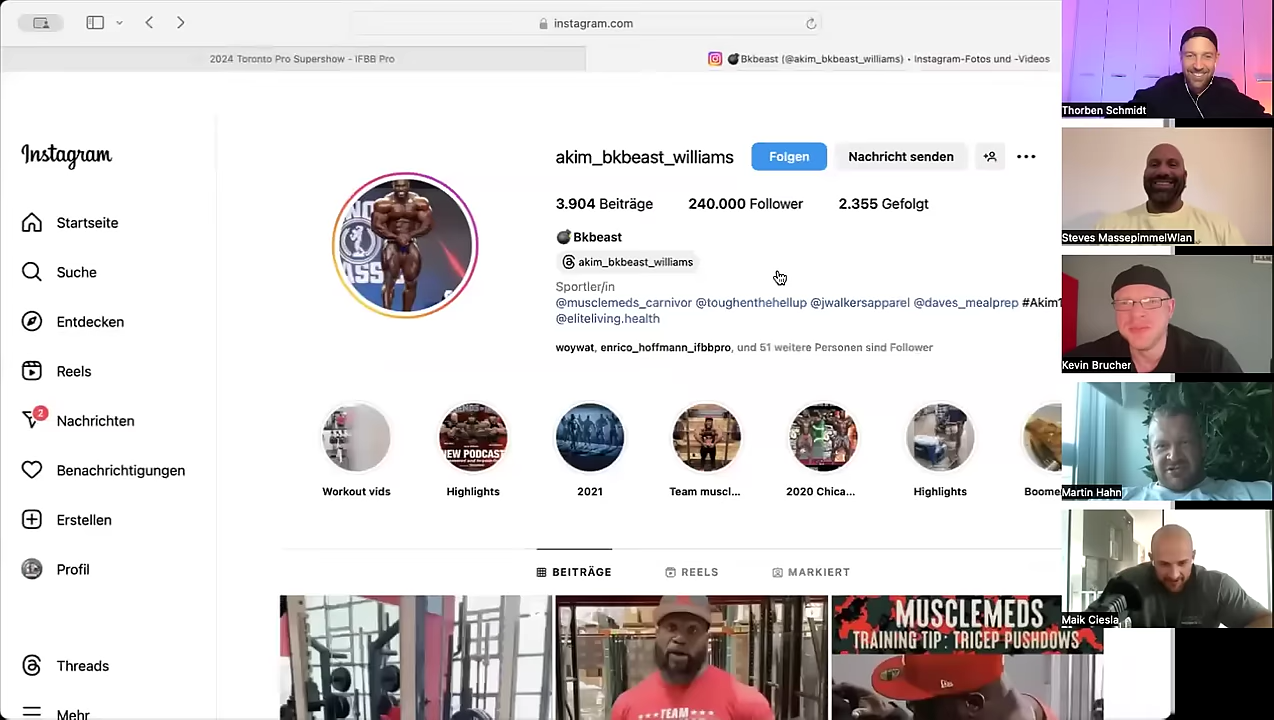 instagram.com
2024 Toronto Pro Supershow - IFBB Pro
Bkbeast (@akim_bkbeast_williams) • Instagram-Fotos und -Videos
Instagram
Startseite
Suche
Entdecken
Reels
2
Nachrichten
Benachrichtigungen
Erstellen
Profil
Threads
Mehr
akim_bkbeast_williams
Folgen
Nachricht senden
3.904 Beiträge
240.000 Follower
2.355 Gefolgt
Bkbeast
akim_bkbeast_williams
Sportler/in
@musclemeds_carnivor @toughenthehellup @jwalkersapparel @daves_mealprep #Akim1
@eliteliving.health
woywat, enrico_hoffmann_ifbbpro, und 51 weitere Personen sind Follower
NEW PODCAST
Workout vids
Highlights
2021
Team muscl...
2020 Chica...
Highlights
Boome
BEITRÄGE
REELS
MARKIERT
TEAM
MUSCLEMEDS
TRAINING TIP: TRICEP PUSHDOWS
Thorben Schmidt
Steves MassepimmelWlan
Kevin Brucher
Martin Hahn
Maik Ciesla